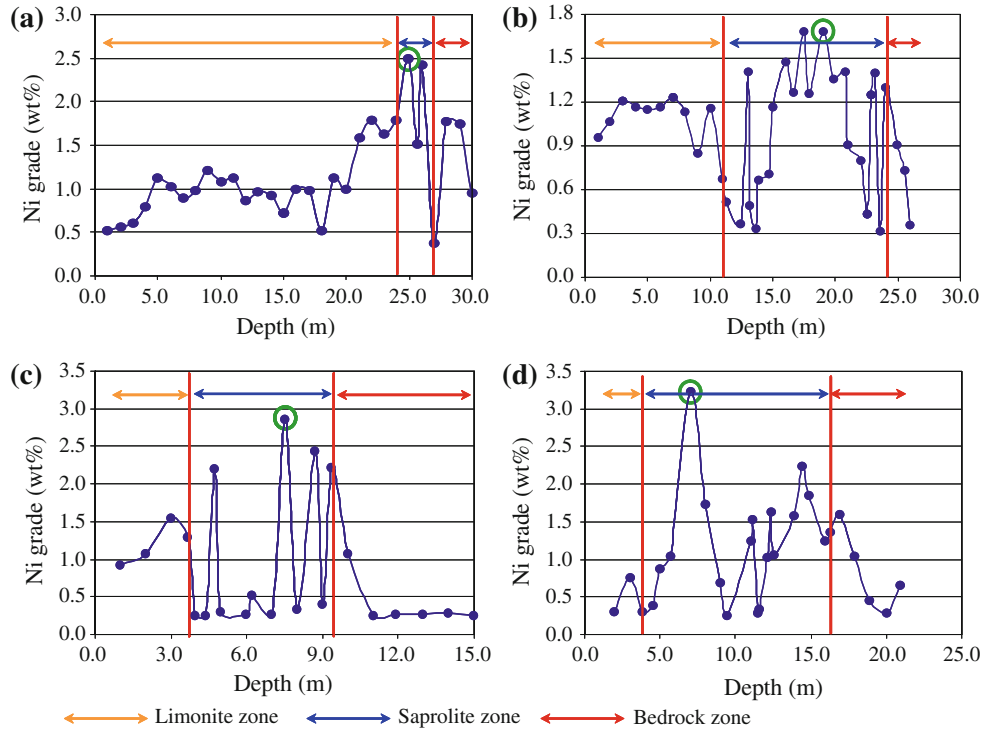 (a)
Ni grade (wt%)
3.0
2.5
2.0
1.5
1.0
0.5
0.0
0.0 5.0 10.0 15.0 20.0 25.0 30.0
Depth (m)
(b)
Ni grade (wt%)
1.8
1.5
1.2
0.9
0.6
0.3
0.0
0.0 5.0 10.0 15.0 20.0 25.0 30.0
Depth (m)
(c)
Ni grade (wt%)
3.5
3.0
2.5
2.0
1.5
1.0
0.5
0.0
0.0 3.0 6.0 9.0 12.0 15.0
Depth (m)
(d)
Ni grade (wt%)
3.5
3.0
2.5
2.0
1.5
1.0
0.5
0.0
0.0 5.0 10.0 15.0 20.0 25.0
Depth (m)
Limonite zone Saprolite zone Bedrock zone